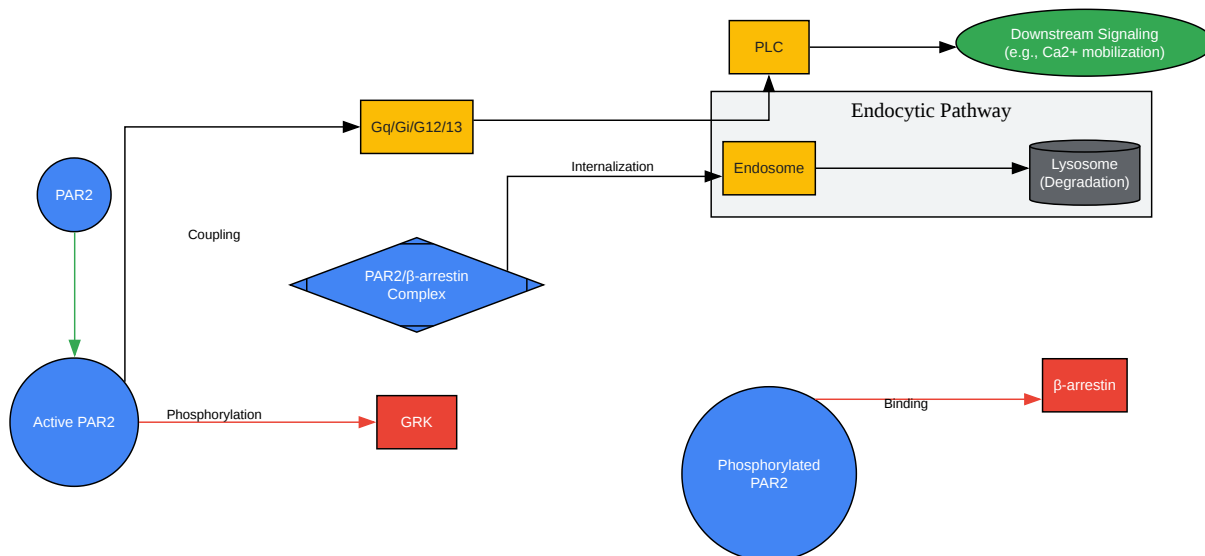 Downstream Signaling
(e.g., Ca2+ mobilization)
PLC
Endocytic Pathway
Gq/Gi/G12/13
Internalization
Endosome
Lysosome
(Degradation)
PAR2
Coupling
PAR2/β-arrestin
Complex
β-arrestin
Binding
Phosphorylation
Active PAR2
GRK
Phosphorylated
PAR2